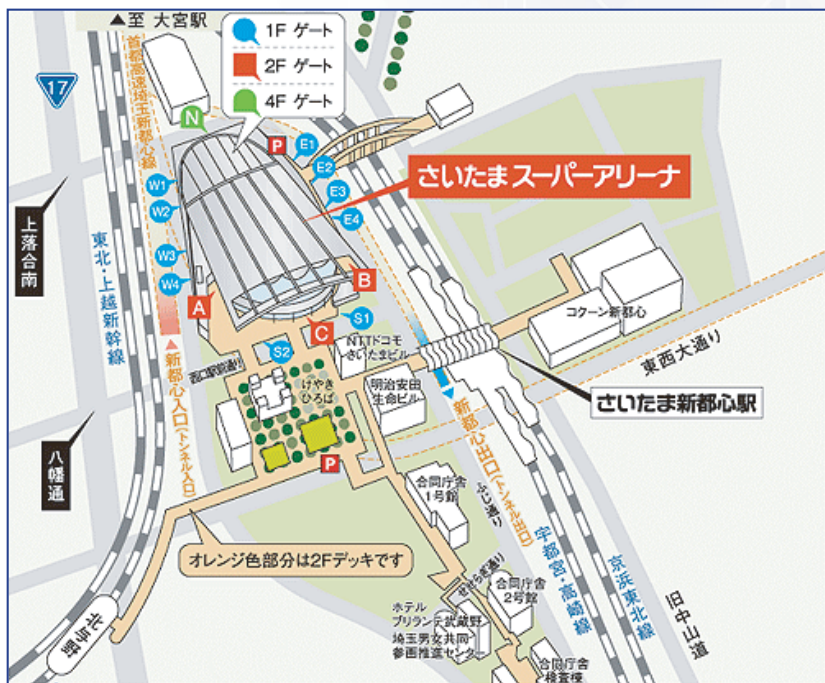 ▲至 大宮駅
17
首都高速埼玉新都心線
1F ゲート
2F ゲート
4F ゲート
N
P
E1
E2
E3
E4
W1
W2
W3
W4
さいたまスーパーアリーナ
上落合南
東北・上越新幹線
A
B
C
S1
S2
コクーン新都心
NTTドコモ
さいたまビル
西口駅前通り
けやき
ひろば
明治安田
生命ビル
東西大通り
さいたま新都心駅
▲新都心入口(トンネル入口)
▼新都心出口(トンネル出口)
八幡通
P
合同庁舎
1号館
ふじ通り
オレンジ色部分は2Fデッキです
宇都宮・高崎線
京浜東北線
旧中山道
せせらぎ通り
合同庁舎
2号館
北与野
ホテル
ブリランテ武蔵野
埼玉男女共同
参画推進センター
合同庁舎
検査棟